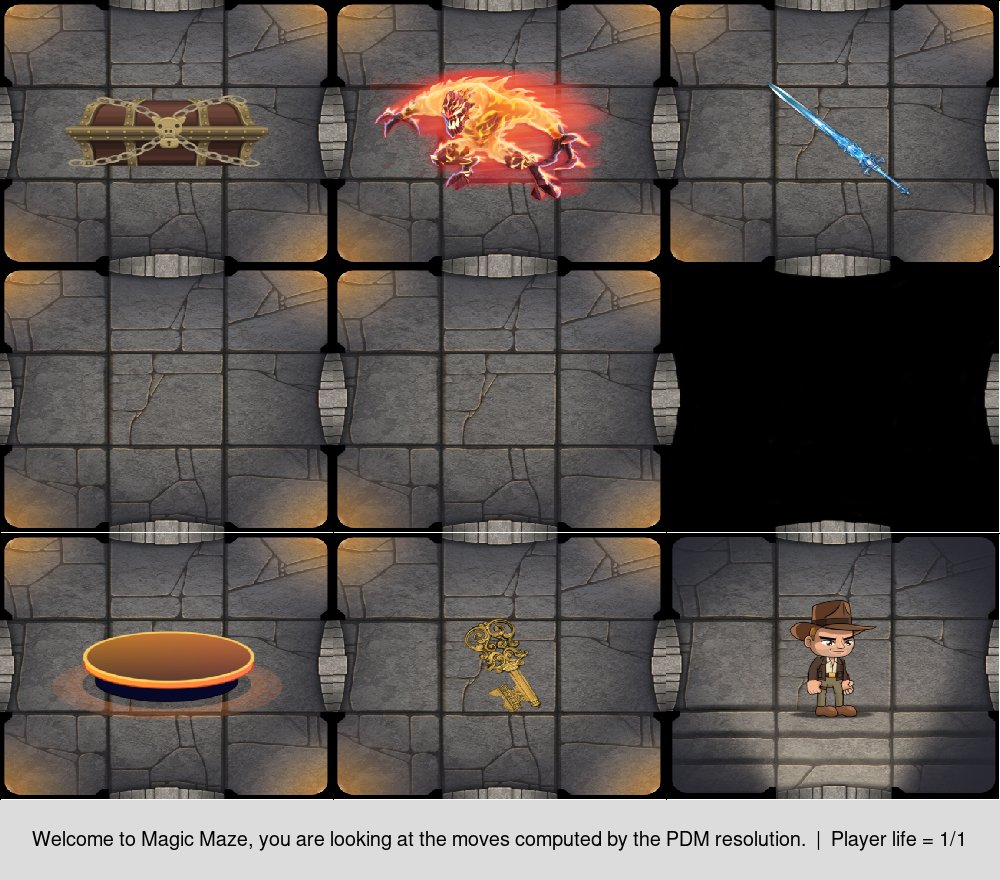 Welcome to Magic Maze, you are looking at the moves computed by the PDM resolution.  |  Player life = 1/1